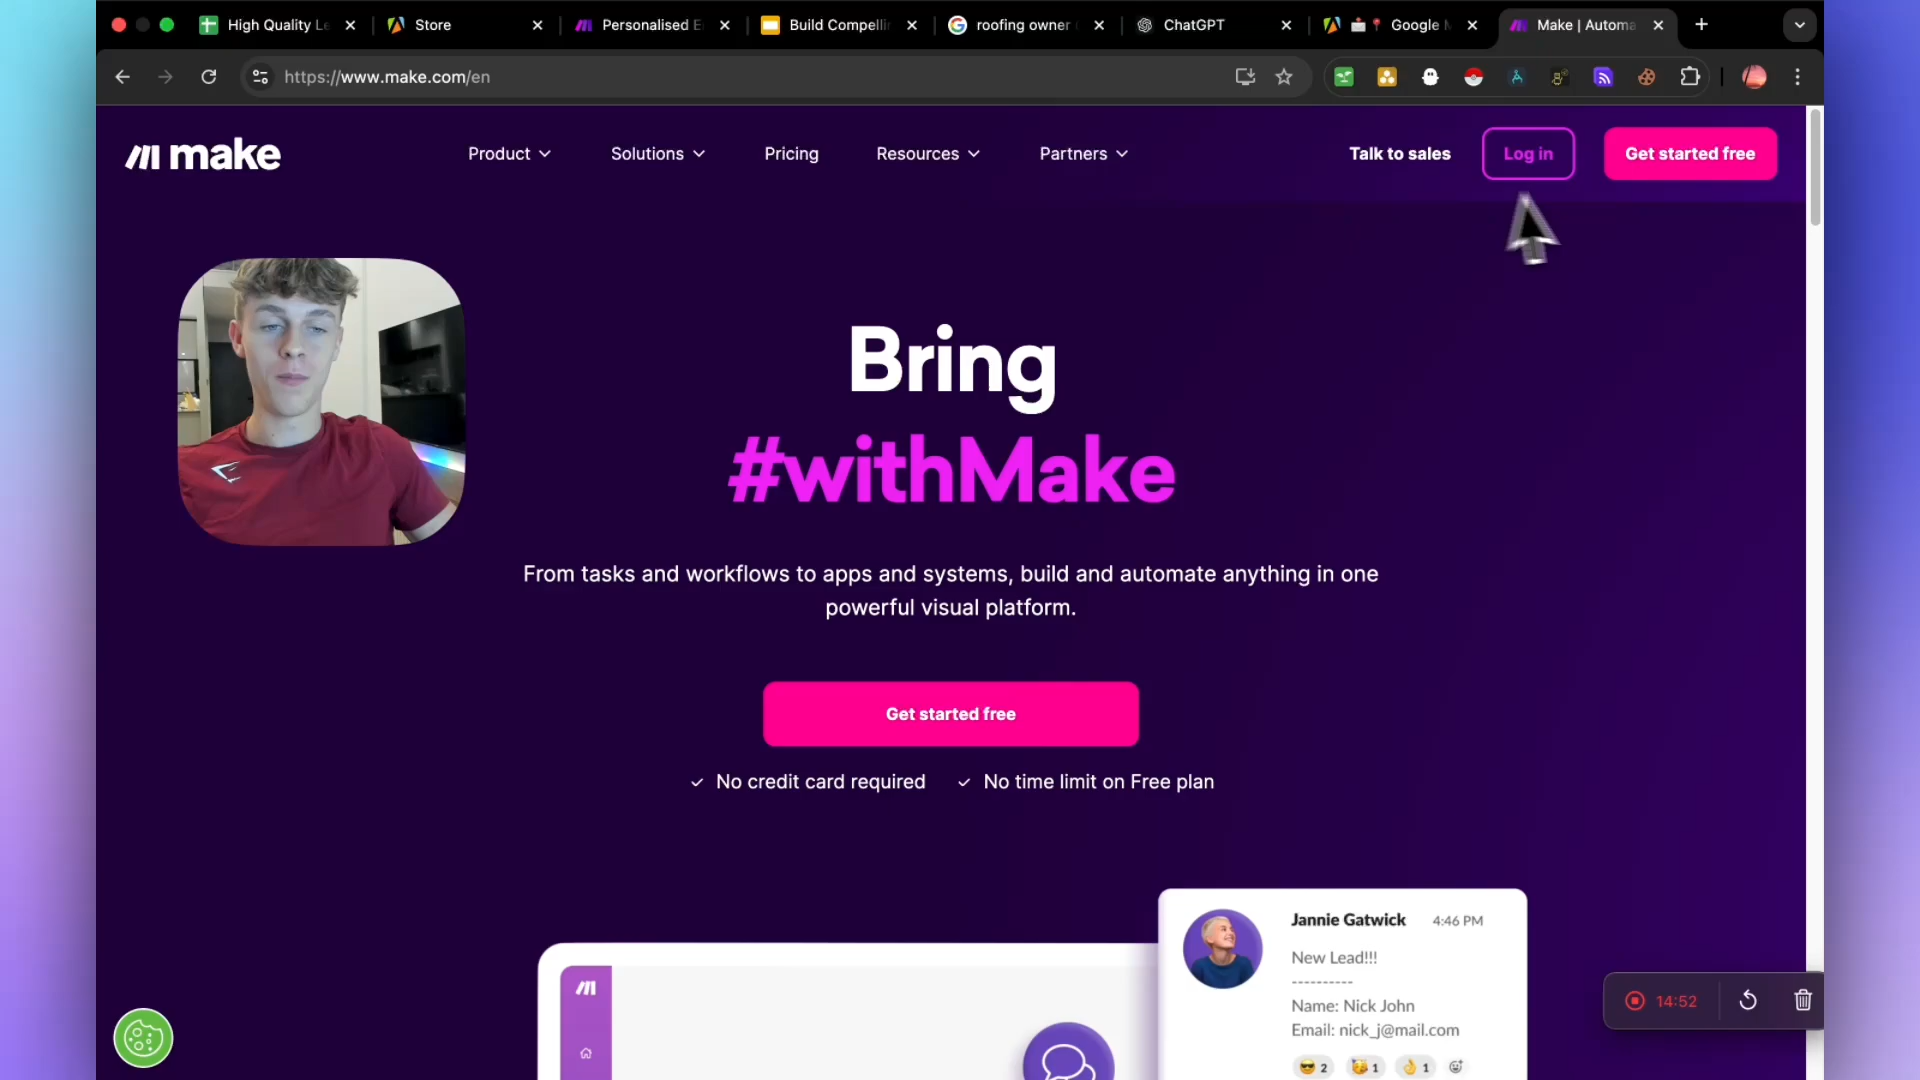 High Quality Le
Store
Personalised E
Build Compellin
roofing owner
ChatGPT
Google M
Make | Automa
https://www.make.com/en
make
Product
Solutions
Pricing
Resources
Partners
Talk to sales
Log in
Get started free
Bring
#withMake
From tasks and workflows to apps and systems, build and automate anything in one
powerful visual platform.
Get started free
No credit card required
No time limit on Free plan
Jannie Gatwick 4:46 PM
New Lead!!!
----------
Name: Nick John
Email: nick_j@mail.com
2 1 1
14:52